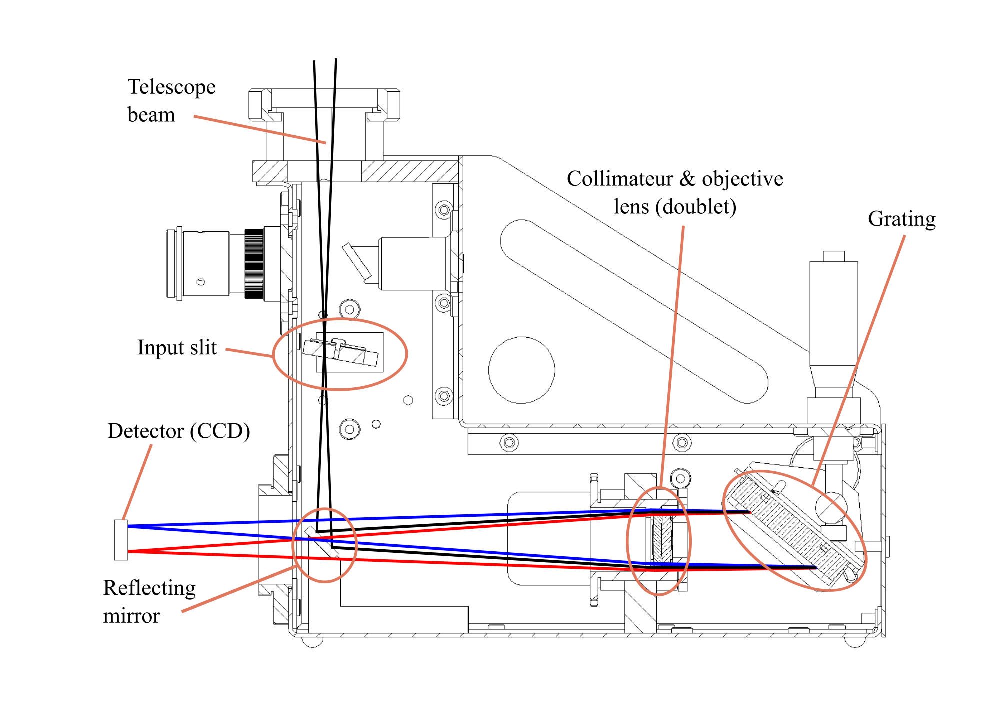 Telescope
beam
Collimateur & objective
lens (doublet)
Grating
Input slit
Detector (CCD)
Reflecting
mirror